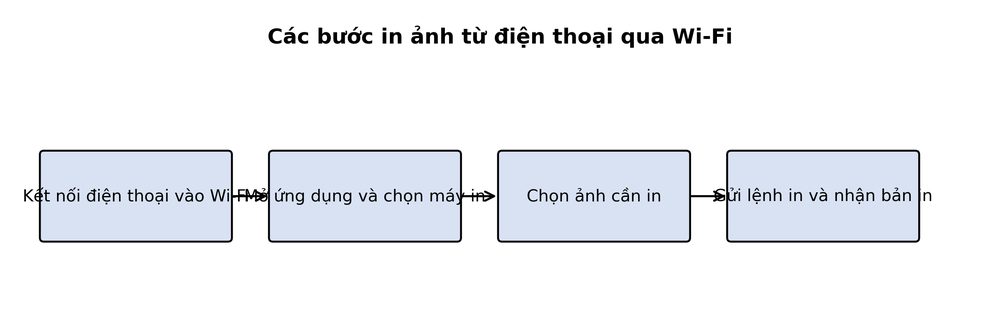 Các bước in ảnh từ điện thoại qua Wi-Fi
Kết nối điện thoại vào Wi-Fi
Mở ứng dụng và chọn máy in
Chọn ảnh cần in
Gửi lệnh in và nhận bản in